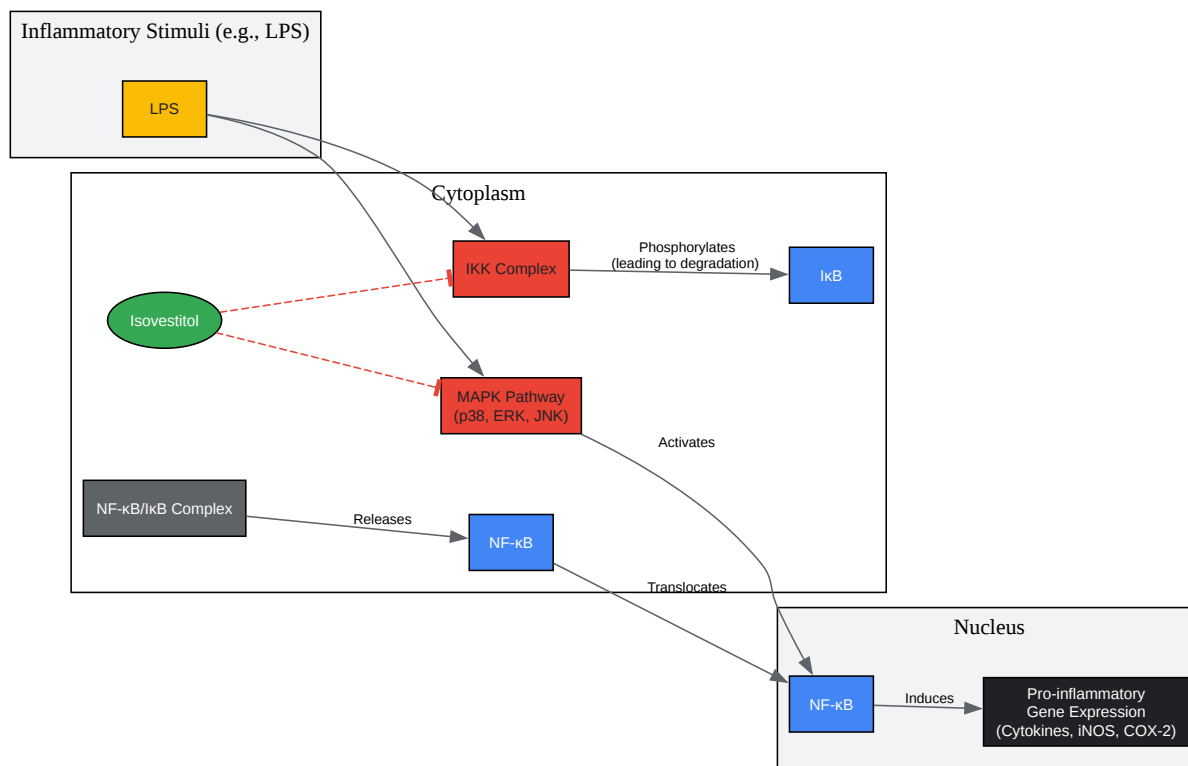 Inflammatory Stimuli (e.g., LPS)
LPS
Cytoplasm
Phosphorylates
(leading to degradation)
IKK Complex
IκB
Isovestitol
MAPK Pathway
(p38, ERK, JNK)
Activates
NF-κB/IκB Complex
Releases
NF-κB
Translocates
Nucleus
NF-κB
Induces
Pro-inflammatory
Gene Expression
(Cytokines, iNOS, COX-2)